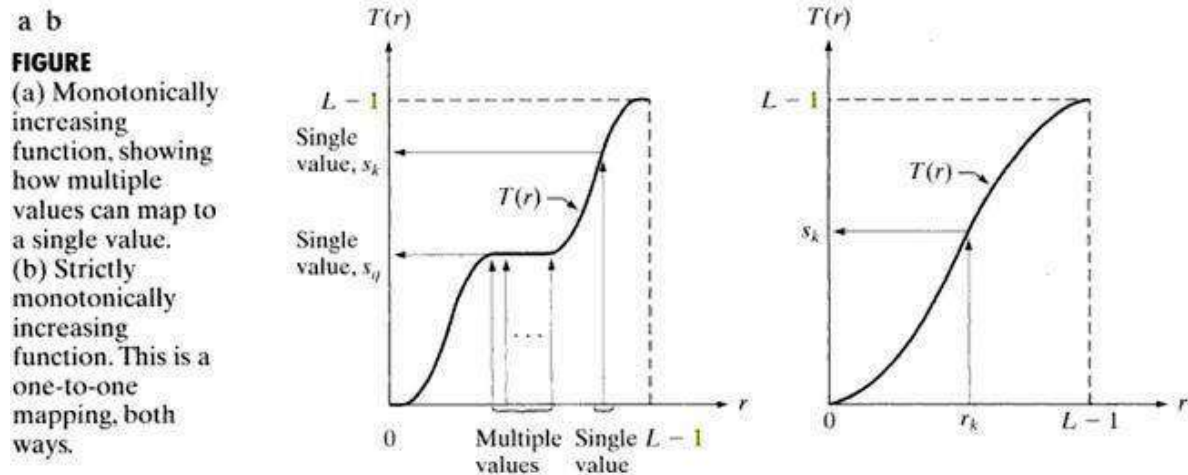 a b
FIGURE
(a) Monotonically
increasing
function, showing
how multiple
values can map to
a single value.
(b) Strictly
monotonically
increasing
function. This is a
one-to-one
mapping, both
ways.
T(r)
L − 1
Single
value, s_k
T(r)
Single
value, s_q
...
0
Multiple
values
Single
value
L − 1
r
T(r)
L − 1
T(r)
s_k
0
r_k
L − 1
r